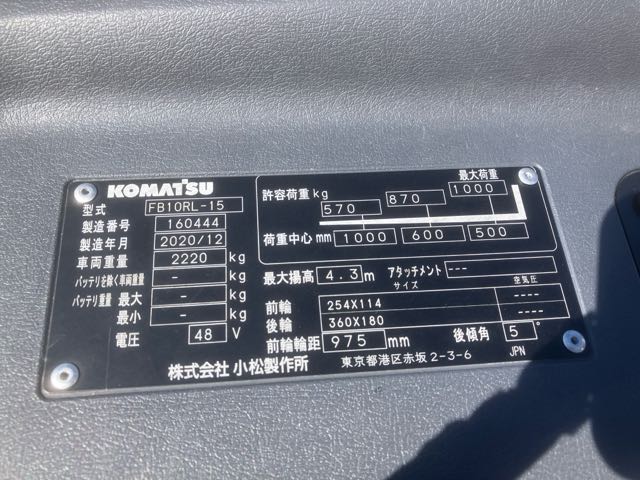 KOMATSU
型式 FB10RL-15
製造番号 160444
製造年月 2020/12
車両重量 2220 kg
バッテリを除く車両重量 - kg
バッテリ重量 最大 - kg
最小 - kg
電圧 48 V
許容荷重 kg 570 870 最大荷重 1000
荷重中心 mm 1000 600 500
最大揚高 4.3 m アタッチメント ---
サイズ 空気圧
前輪 254X114 ----
後輪 360X180 ----
前輪輪距 975 mm 後傾角 5°
株式会社 小松製作所 東京都港区赤坂 2-3-6 JPN